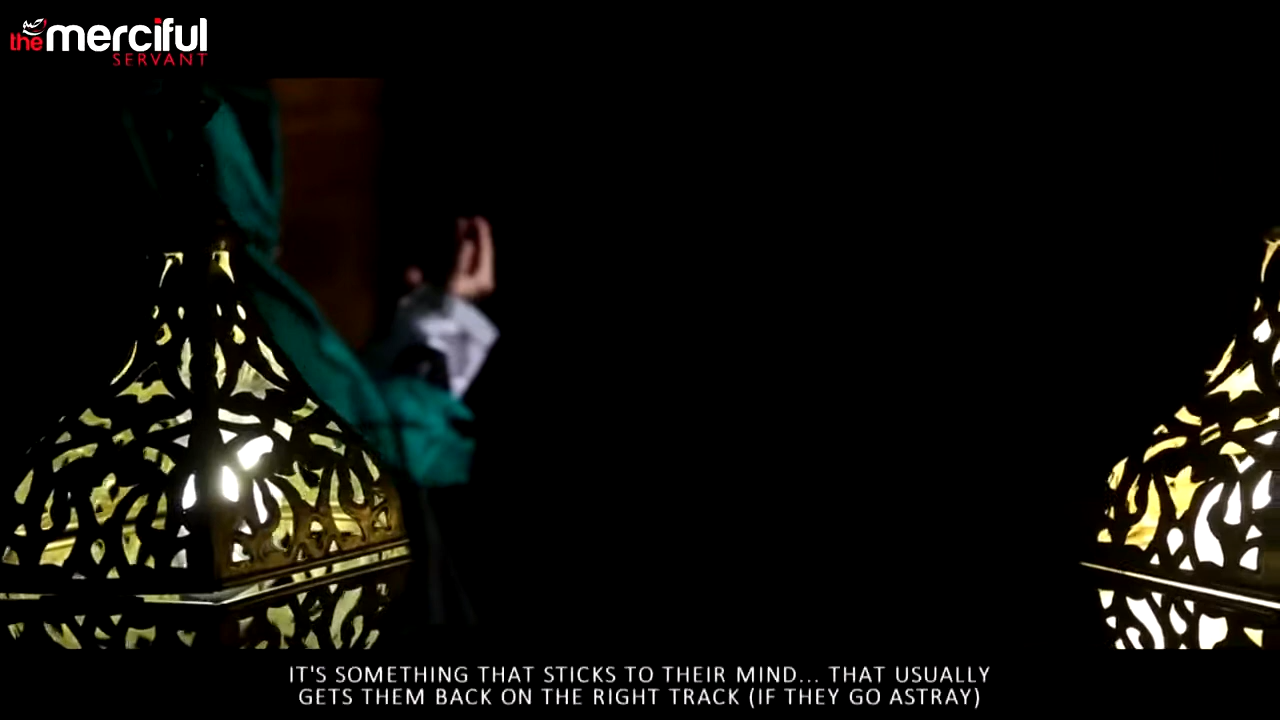 the merciful
SERVANT
IT'S SOMETHING THAT STICKS TO THEIR MIND... THAT USUALLY
GETS THEM BACK ON THE RIGHT TRACK (IF THEY GO ASTRAY)